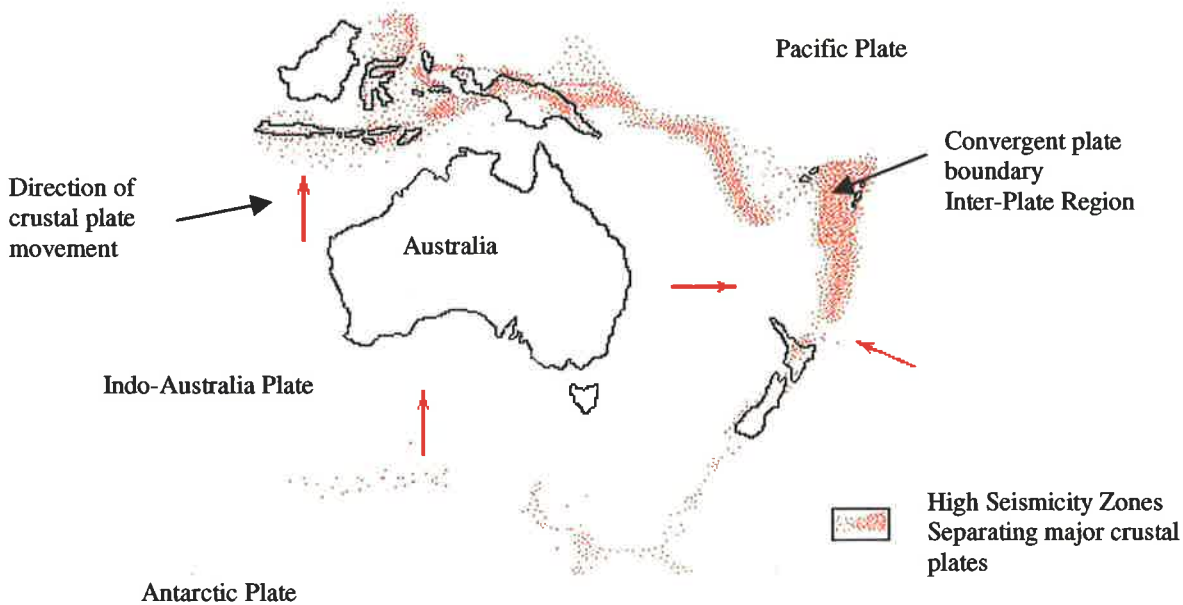 Pacific Plate
Convergent plate
boundary
Inter-Plate Region
Direction of
crustal plate
movement
Australia
Indo-Australia Plate
High Seismicity Zones
Separating major crustal
plates
Antarctic Plate